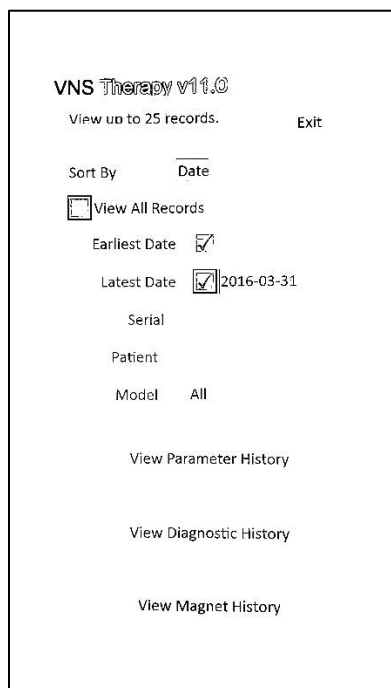 VNS Therapy v11.0
View up to 25 records.
Exit
Sort By Date
View All Records
Earliest Date
Latest Date 2016-03-31
Serial
Patient
Model All
View Parameter History
View Diagnostic History
View Magnet History